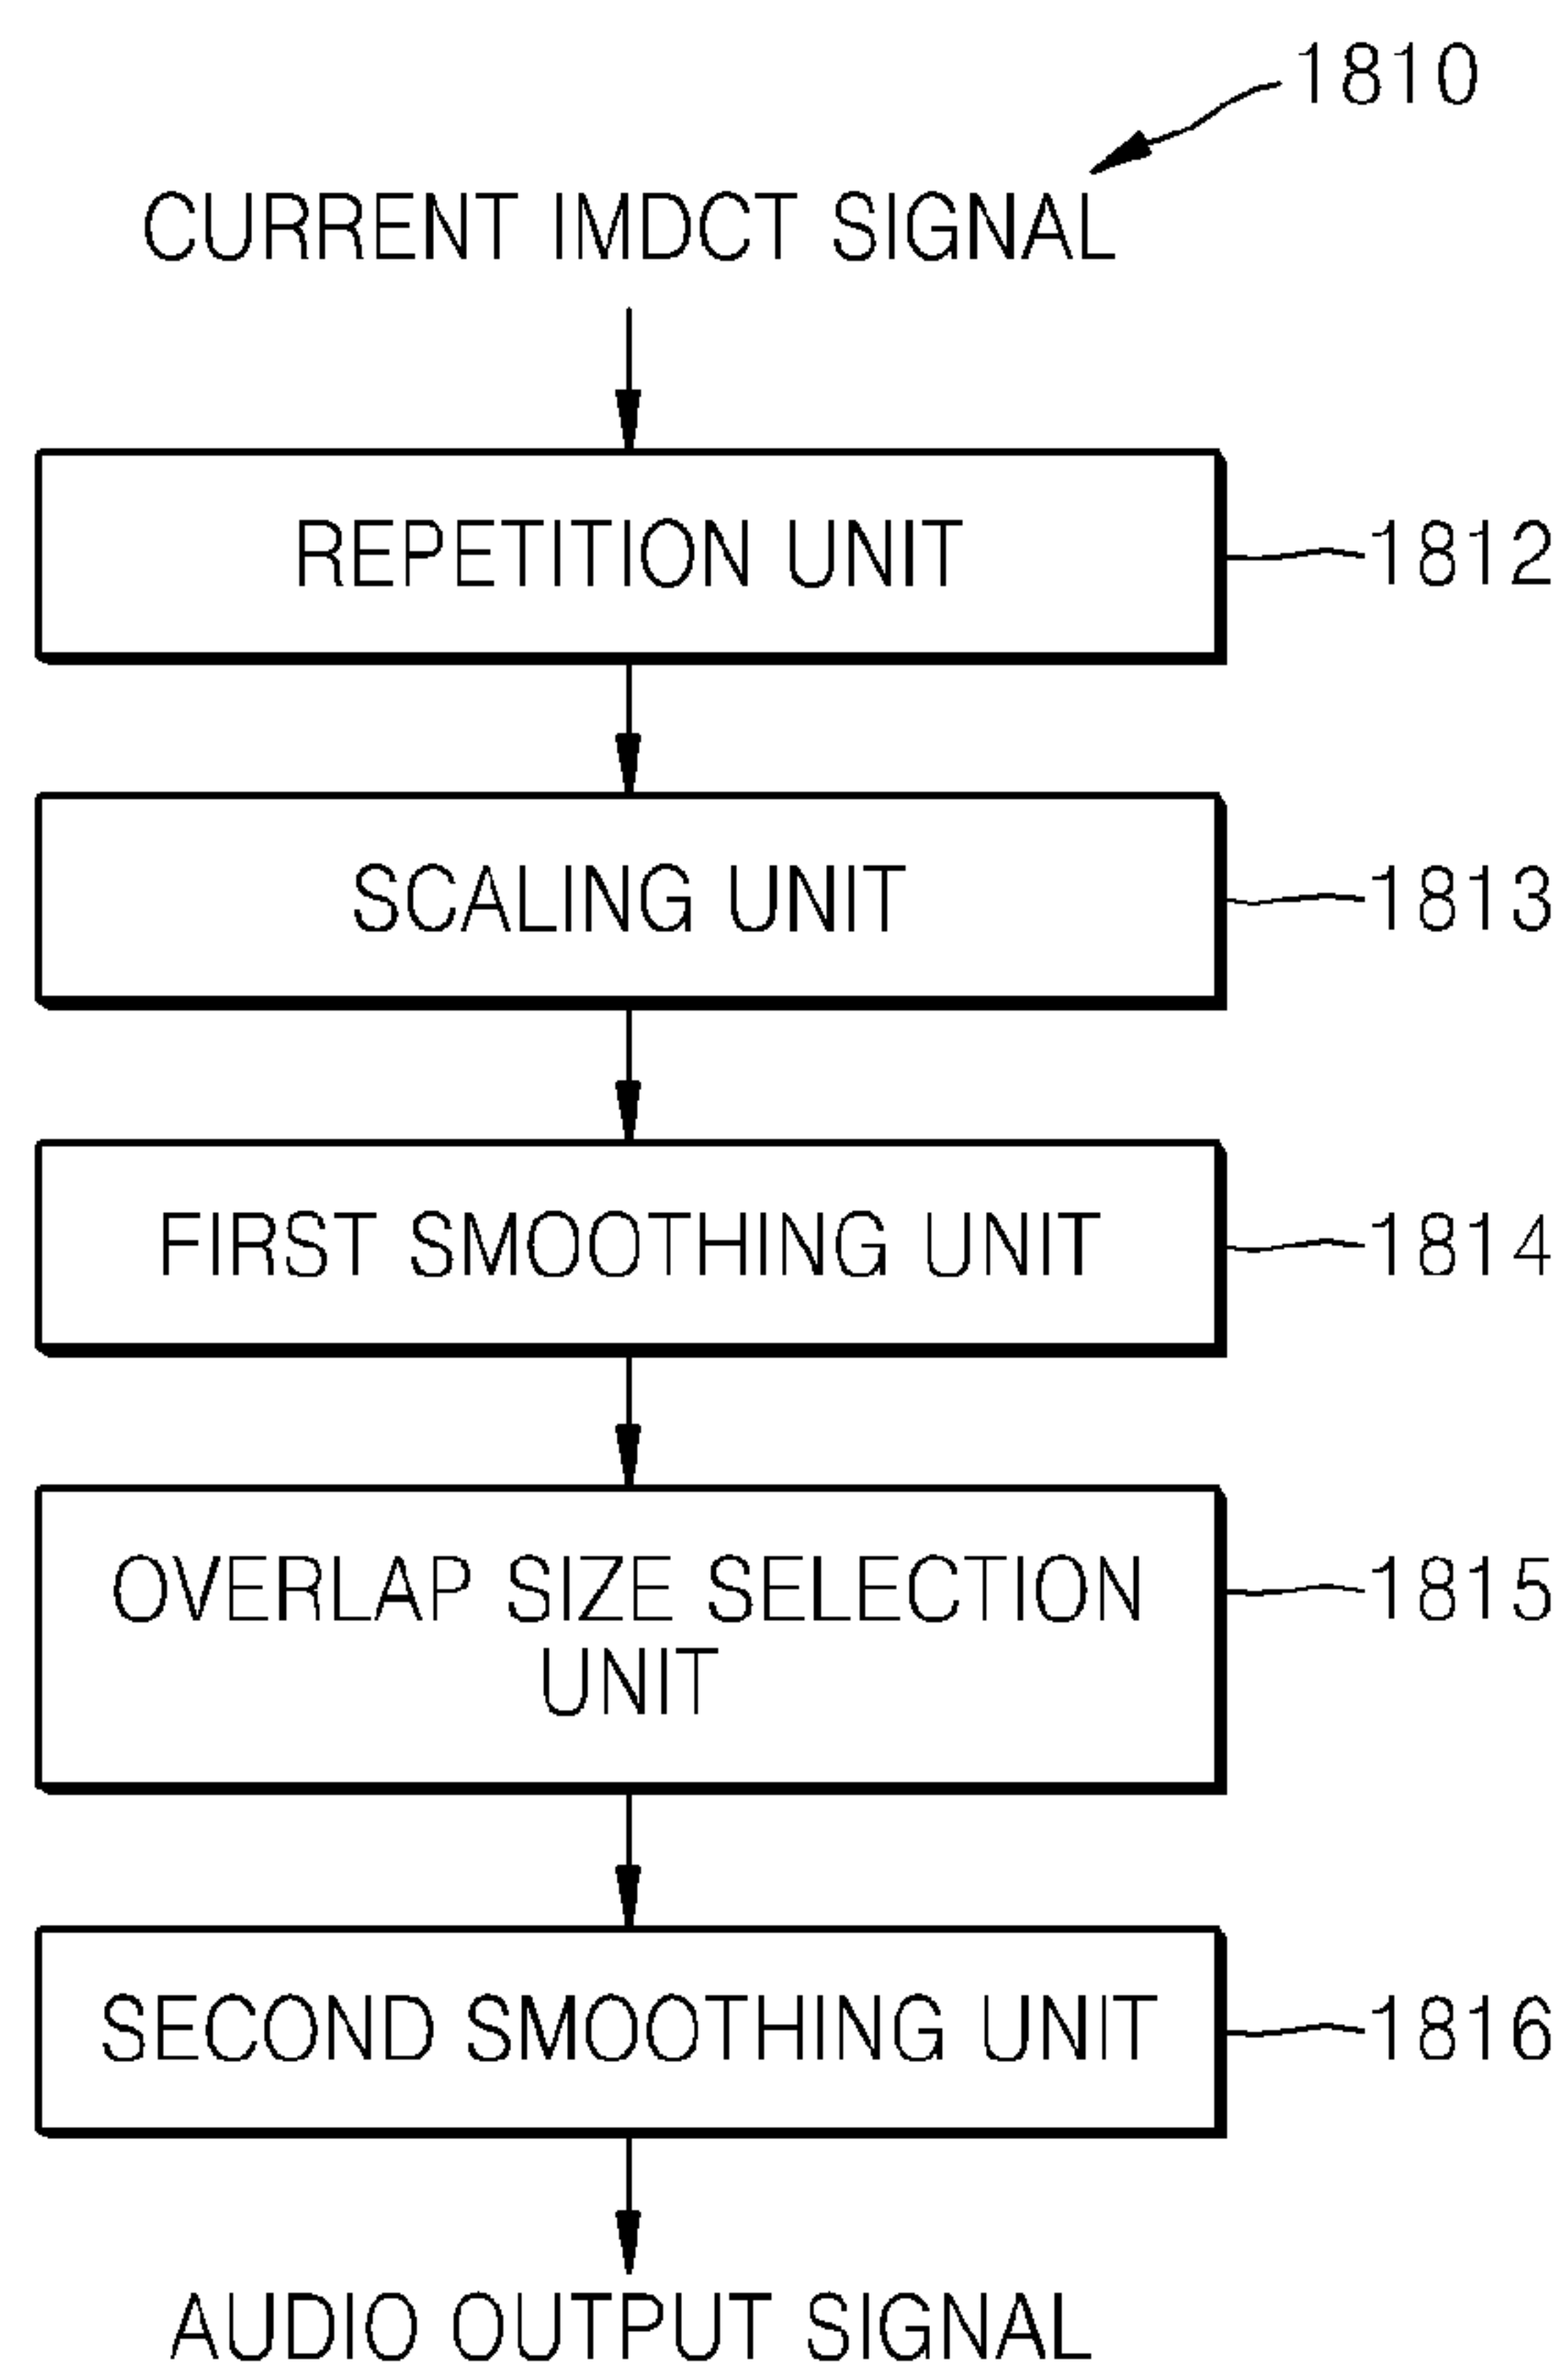 1810
CURRENT IMDCT SIGNAL
REPETITION UNIT
1812
SCALING UNIT
1813
FIRST SMOOTHING UNIT
1814
OVERLAP SIZE SELECTION
UNIT
1815
SECOND SMOOTHING UNIT
1816
AUDIO OUTPUT SIGNAL